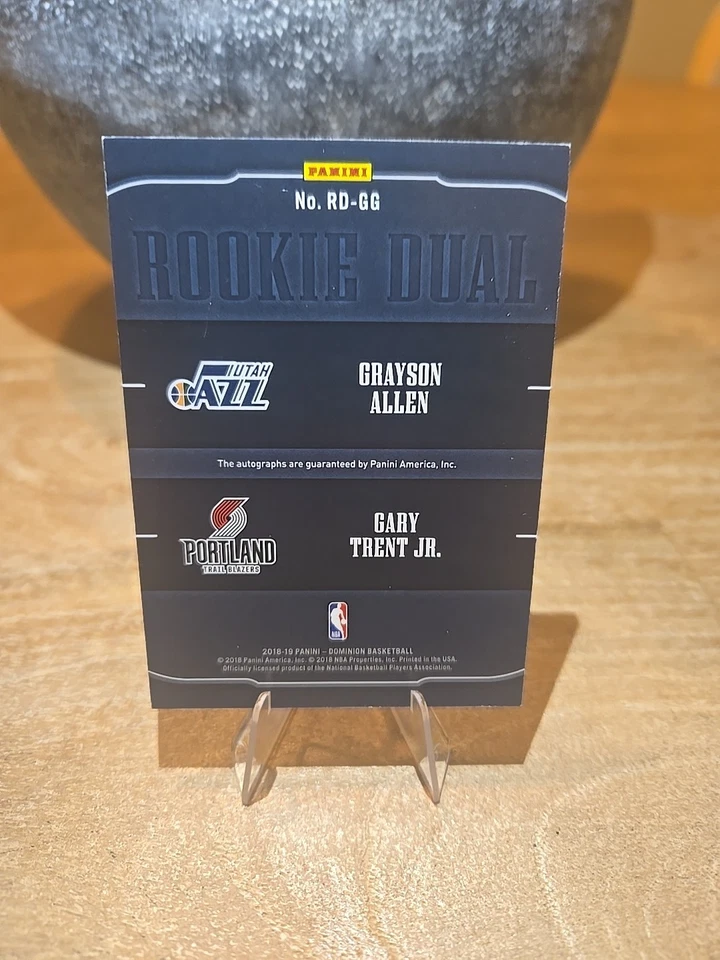 PANINI
No. RD-GG
ROOKIE DUAL
UTAH
JAZZ
GRAYSON
ALLEN
The autographs are guaranteed by Panini America, Inc.
PORTLAND
TRAIL BLAZERS
GARY
TRENT JR.
NBA
2018-19 PANINI – DOMINION BASKETBALL
© 2018 Panini America, Inc. © 2018 NBA Properties, Inc. Printed in the USA.
Officially licensed product of the National Basketball Players Association.